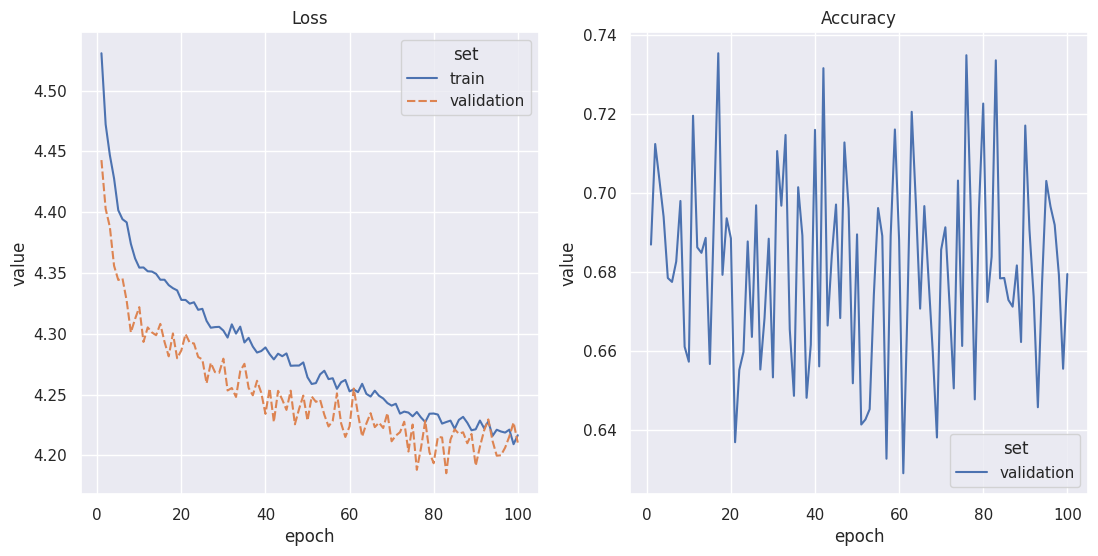 Loss
value
4.50
4.45
4.40
4.35
4.30
4.25
4.20
set
train
validation
0 20 40 60 80 100
epoch
Accuracy
value
0.74
0.72
0.70
0.68
0.66
0.64
set
validation
0 20 40 60 80 100
epoch